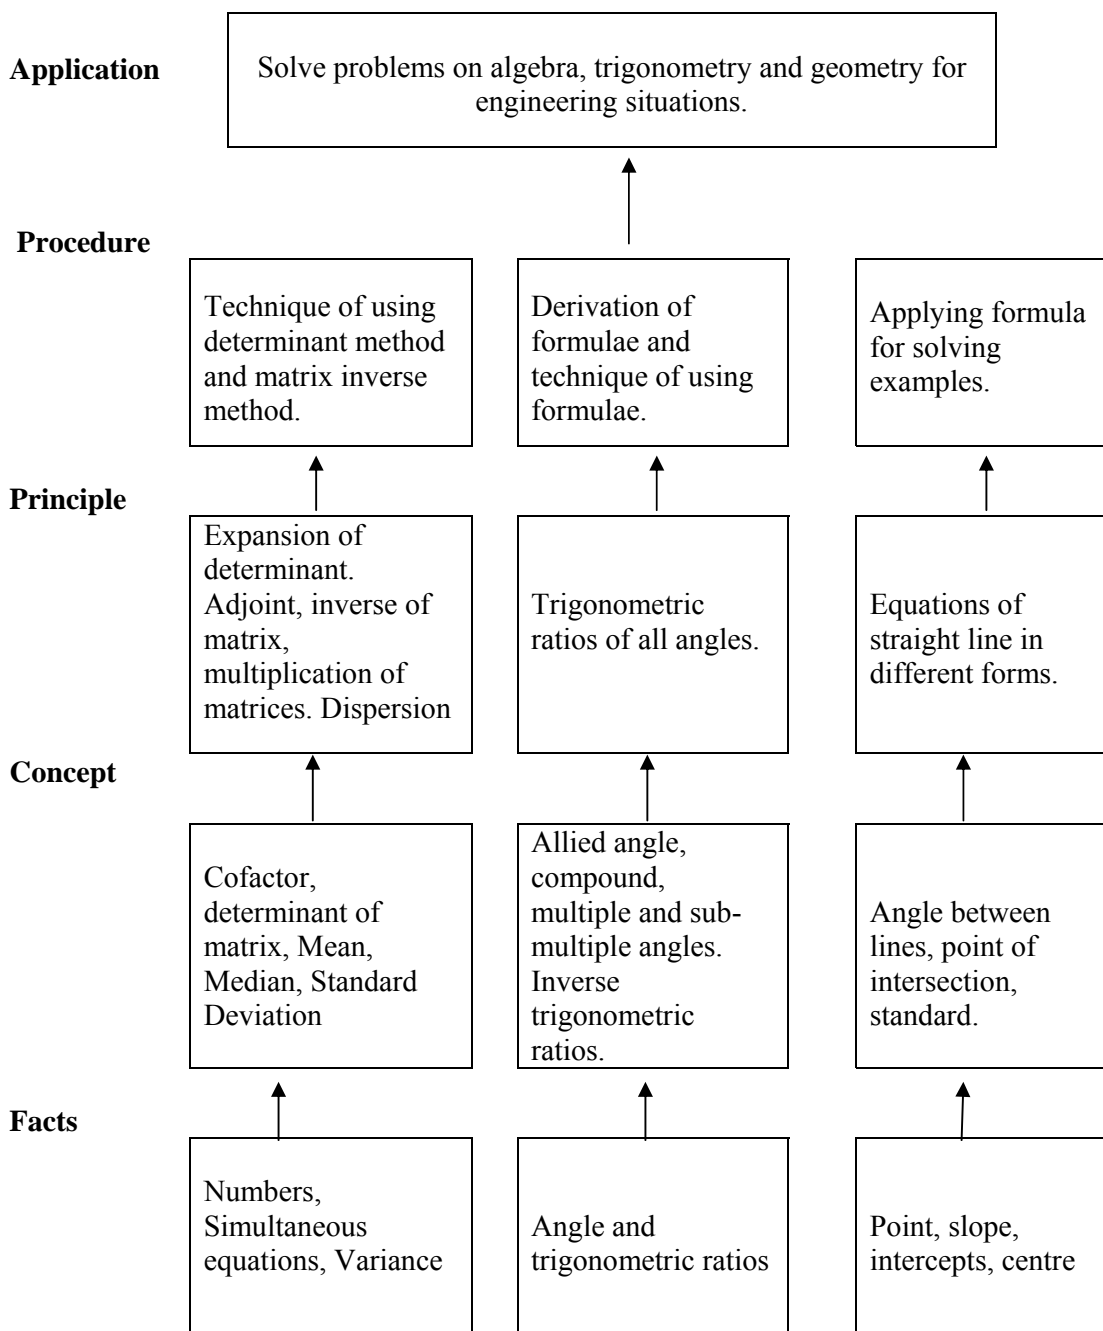 Application
Solve problems on algebra, trigonometry and geometry for
engineering situations.
Procedure
Technique of using
determinant method
and matrix inverse
method.
Derivation of
formulae and
technique of using
formulae.
Applying formula
for solving
examples.
Principle
Expansion of
determinant.
Adjoint, inverse of
matrix,
multiplication of
matrices. Dispersion
Trigonometric
ratios of all angles.
Equations of
straight line in
different forms.
Concept
Cofactor,
determinant of
matrix, Mean,
Median, Standard
Deviation
Allied angle,
compound,
multiple and sub-
multiple angles.
Inverse
trigonometric
ratios.
Angle between
lines, point of
intersection,
standard.
Facts
Numbers,
Simultaneous
equations, Variance
Angle and
trigonometric ratios
Point, slope,
intercepts, centre